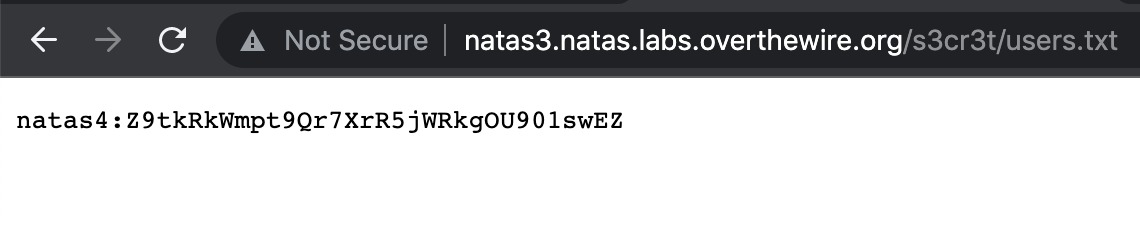 Not Secure natas3.natas.labs.overthewire.org/s3cr3t/users.txt
natas4:Z9tkRkWmpt9Qr7XrR5jWRkgOU901swEZ